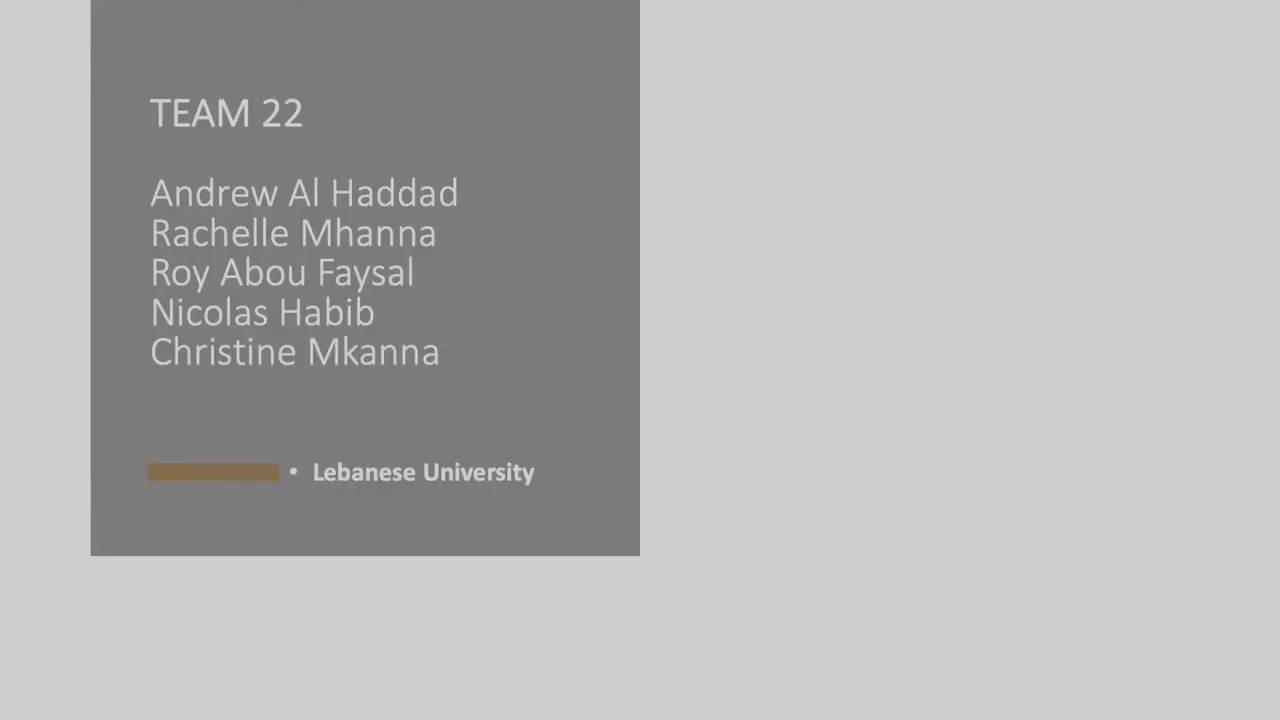 TEAM 22
Andrew Al Haddad
Rachelle Mhanna
Roy Abou Faysal
Nicolas Habib
Christine Mkanna
• Lebanese University